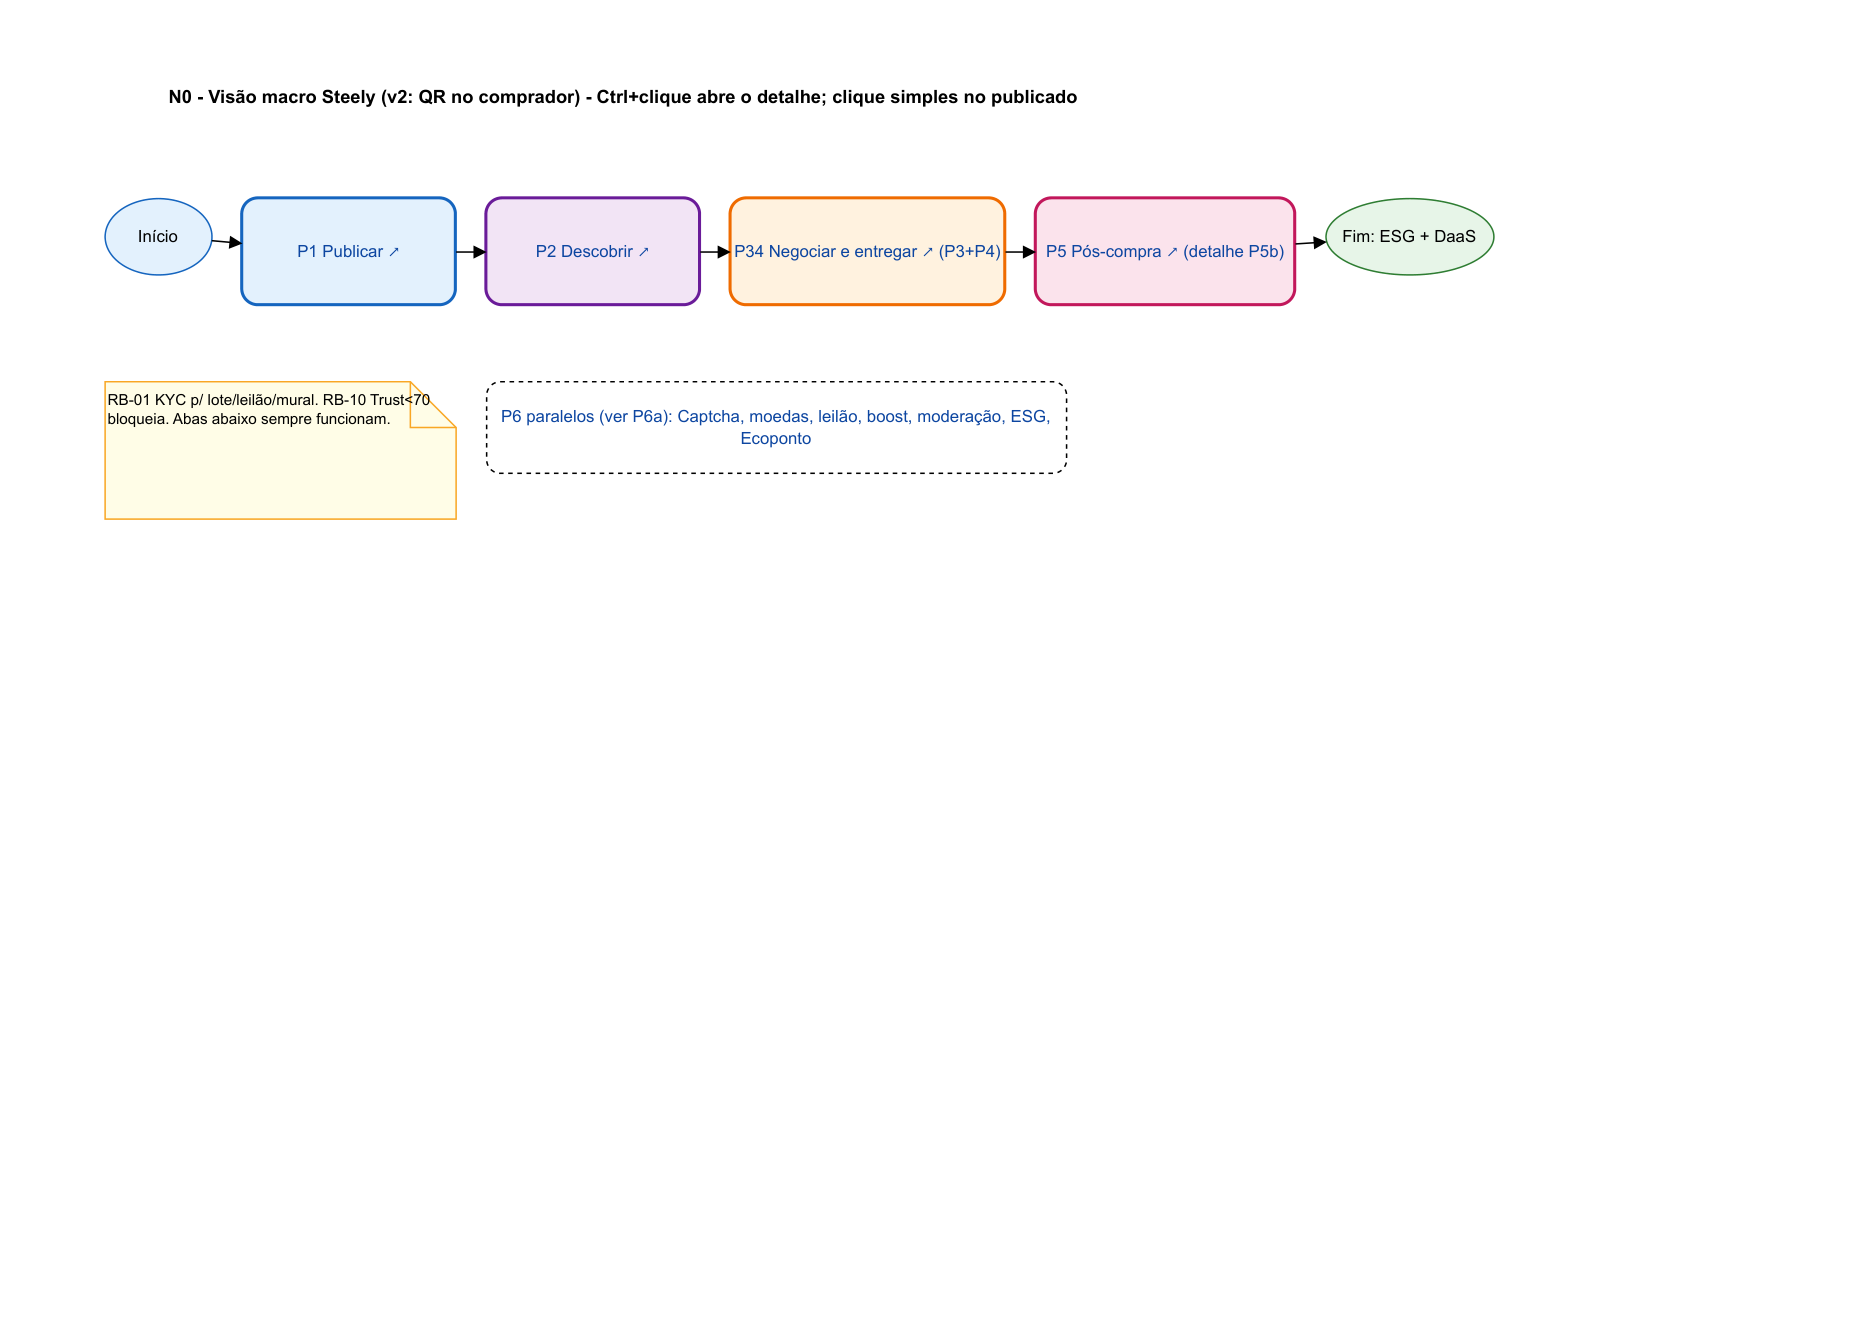 N0 - Visão macro Steely (v2: QR no comprador) - Ctrl+clique abre o detalhe; clique simples no publicado
Início
P1 Publicar ↗
P2 Descobrir ↗
P34 Negociar e entregar ↗ (P3+P4)
P5 Pós-compra ↗ (detalhe P5b)
Fim: ESG + DaaS
RB-01 KYC p/ lote/leilão/mural. RB-10 Trust<70
bloqueia. Abas abaixo sempre funcionam.
P6 paralelos (ver P6a): Captcha, moedas, leilão, boost, moderação, ESG,
Ecoponto